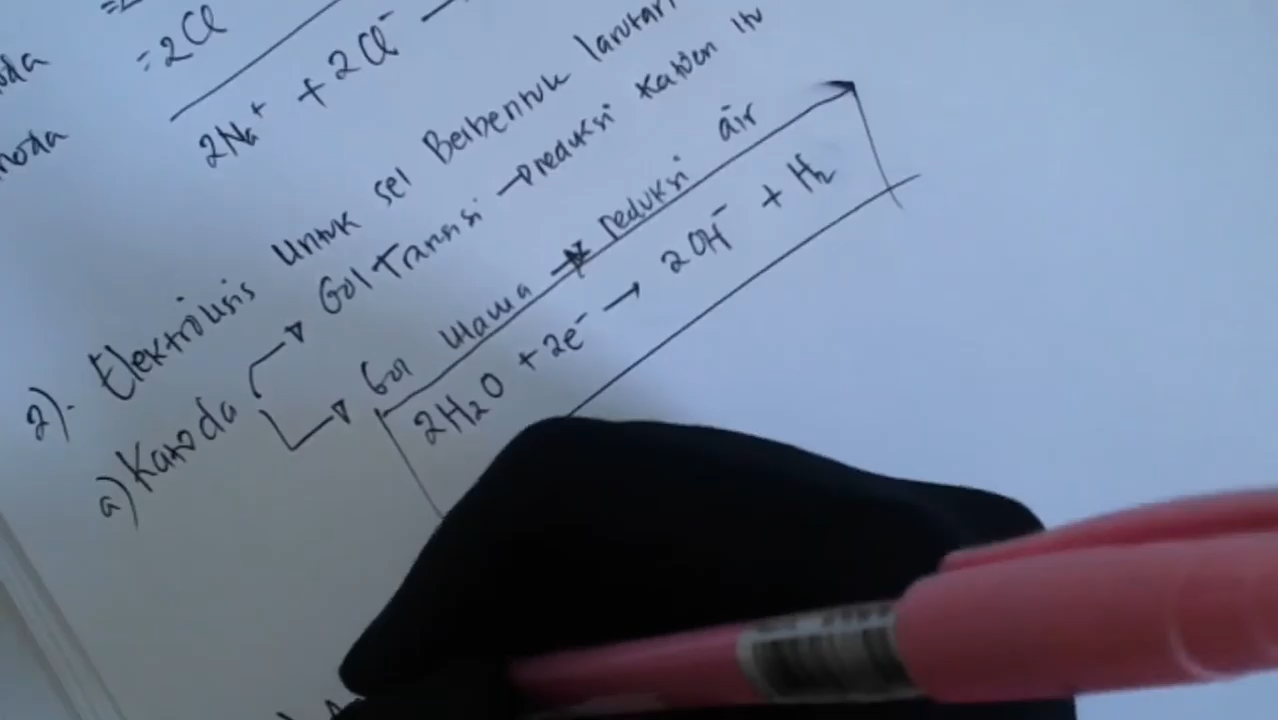 = 2Cl
2Na⁺ + 2Cl⁻ →
2). Elektrolisis untuk sel Berbentuk larutan
a) Katoda → Gol Transisi → reduksi kation itu
→ Gol utama → reduksi air
2H₂O + 2e⁻ → 2OH⁻ + H₂